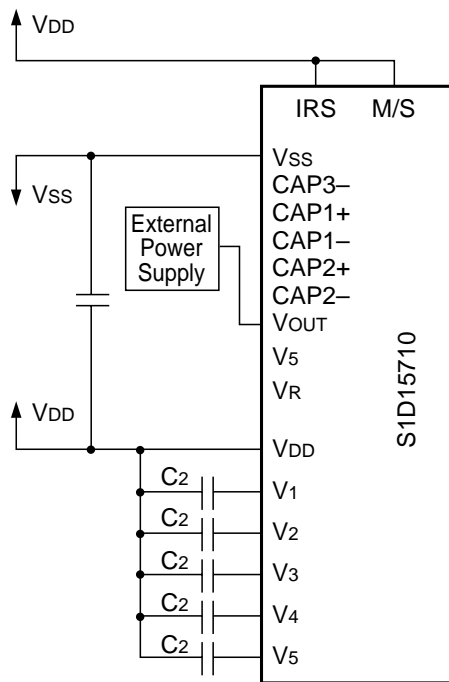 VDD
IRS M/S
VSS
VSS
CAP3–
CAP1+
CAP1–
CAP2+
CAP2–
External
Power
Supply
VOUT
V5
VR
S1D15710
VDD
VDD
C2 V1
C2 V2
C2 V3
C2 V4
C2 V5